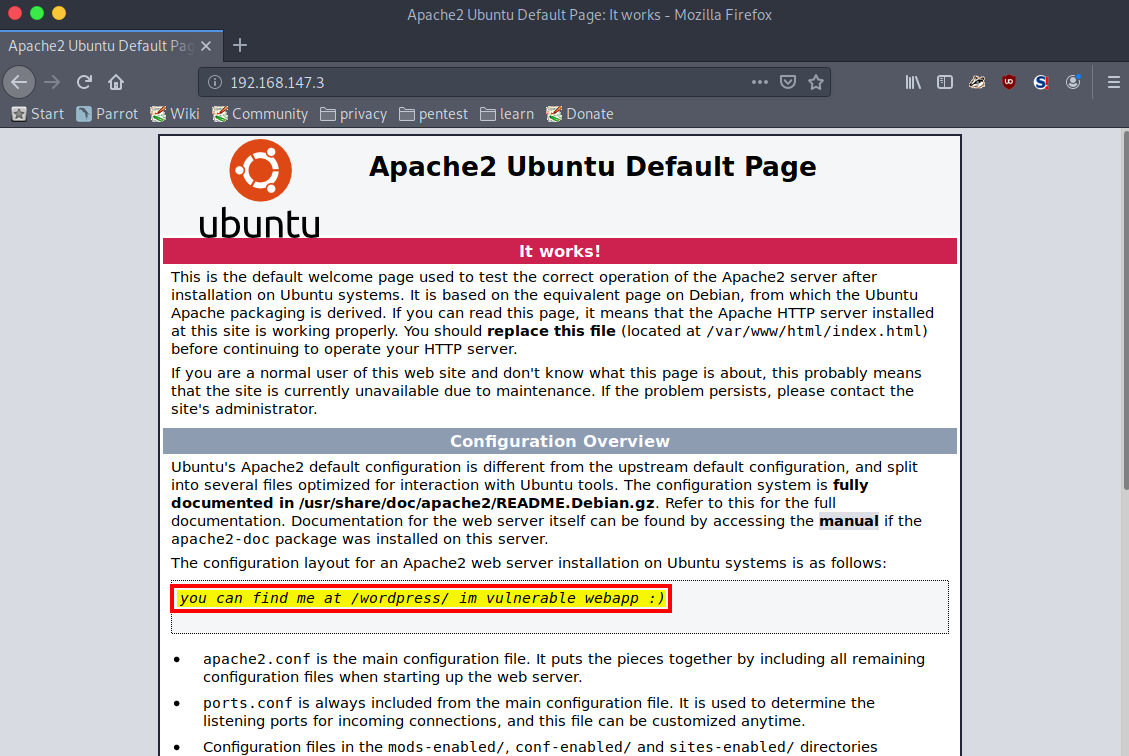 Apache2 Ubuntu Default Page: It works - Mozilla Firefox
Apache2 Ubuntu Default Pag
192.168.147.3
Start Parrot Wiki Community privacy pentest learn Donate
ubuntu
Apache2 Ubuntu Default Page
It works!
This is the default welcome page used to test the correct operation of the Apache2 server after
installation on Ubuntu systems. It is based on the equivalent page on Debian, from which the Ubuntu
Apache packaging is derived. If you can read this page, it means that the Apache HTTP server installed
at this site is working properly. You should replace this file (located at /var/www/html/index.html)
before continuing to operate your HTTP server.
If you are a normal user of this web site and don't know what this page is about, this probably means
that the site is currently unavailable due to maintenance. If the problem persists, please contact the
site's administrator.
Configuration Overview
Ubuntu's Apache2 default configuration is different from the upstream default configuration, and split
into several files optimized for interaction with Ubuntu tools. The configuration system is fully
documented in /usr/share/doc/apache2/README.Debian.gz. Refer to this for the full
documentation. Documentation for the web server itself can be found by accessing the manual if the
apache2-doc package was installed on this server.
The configuration layout for an Apache2 web server installation on Ubuntu systems is as follows:
you can find me at /wordpress/ im vulnerable webapp :)
• apache2.conf is the main configuration file. It puts the pieces together by including all remaining
configuration files when starting up the web server.
• ports.conf is always included from the main configuration file. It is used to determine the
listening ports for incoming connections, and this file can be customized anytime.
• Configuration files in the mods-enabled/, conf-enabled/ and sites-enabled/ directories